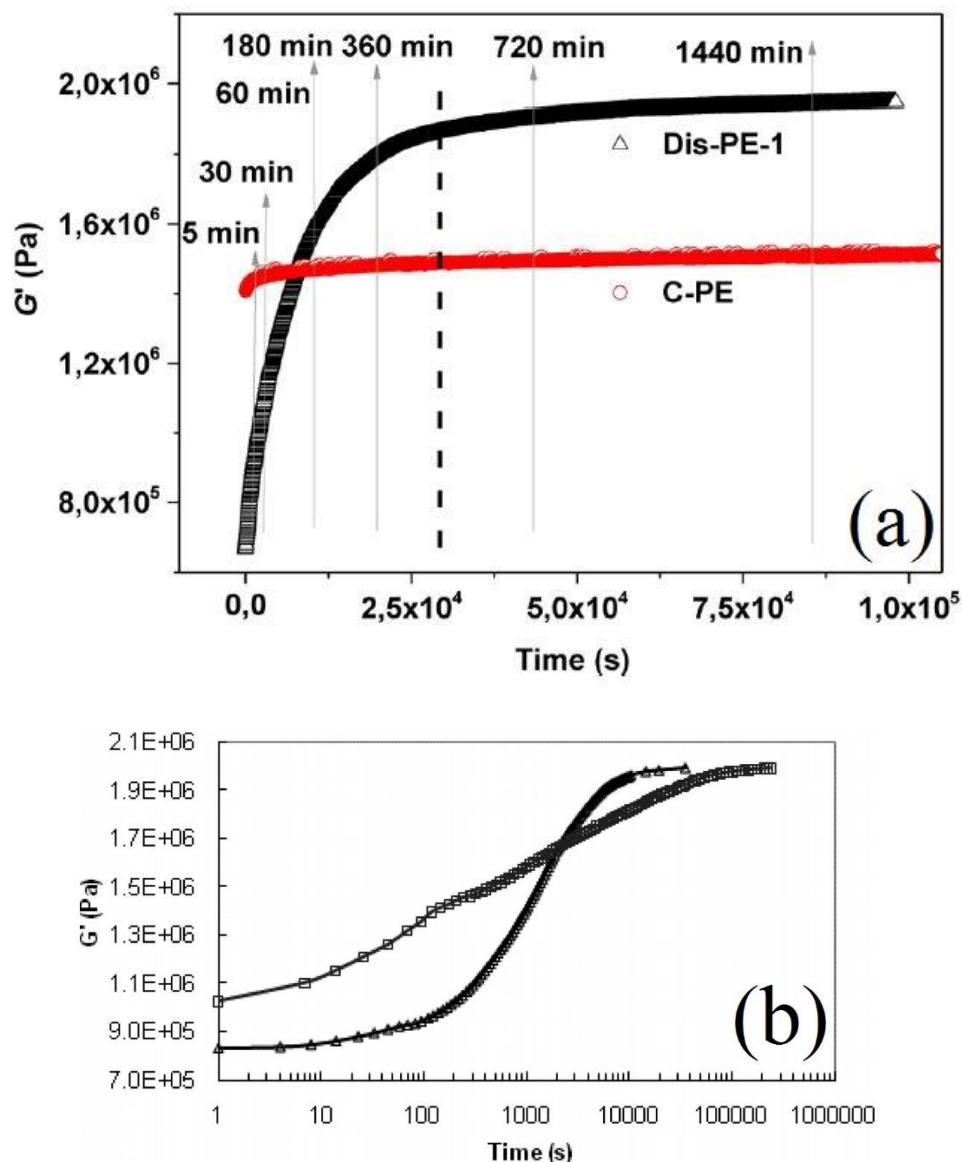 180 min 360 min 720 min 1440 min
60 min
30 min
5 min
2,0x10⁶
1,6x10⁶
1,2x10⁶
8,0x10⁵
G' (Pa)
Dis-PE-1
C-PE
(a)
0,0 2,5x10⁴ 5,0x10⁴ 7,5x10⁴ 1,0x10⁵
Time (s)
2.1E+06
1.9E+06
1.7E+06
1.5E+06
1.3E+06
1.1E+06
9.0E+05
7.0E+05
G' (Pa)
(b)
1 10 100 1000 10000 100000 1000000
Time (s)